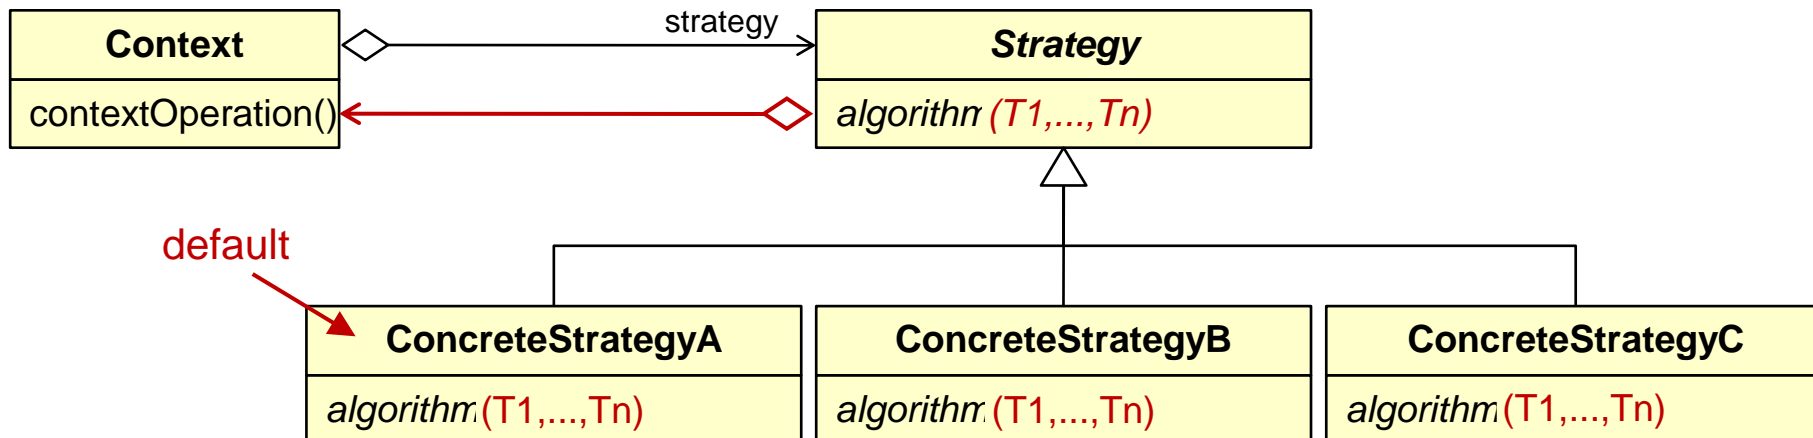 strategy
Context
Strategy
contextOperation()
algorithm(T1,...,Tn)
default
ConcreteStrategyA
ConcreteStrategyB
ConcreteStrategyC
algorithm(T1,...,Tn)
algorithm(T1,...,Tn)
algorithm(T1,...,Tn)